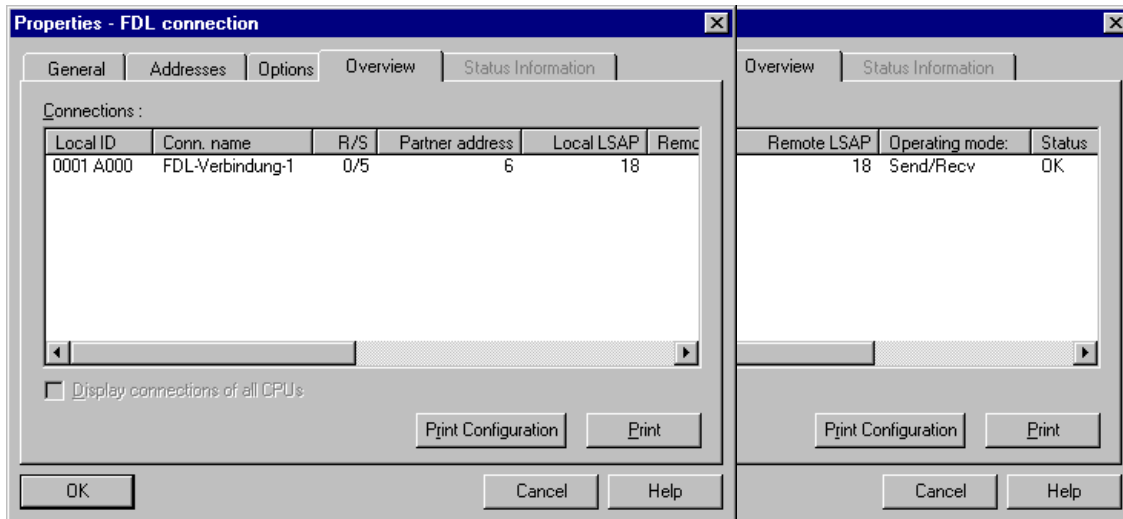 Properties - FDL connection
General Addresses Options Overview Status Information Overview Status Information
Connections :
Local ID Conn. name R/S Partner address Local LSAP Remo Remote LSAP Operating mode: Status
0001 A000 FDL-Verbindung-1 0/5 6 18 18 Send/Recv OK
Display connections of all CPUs
Print Configuration Print Print Configuration Print
OK Cancel Help Cancel Help